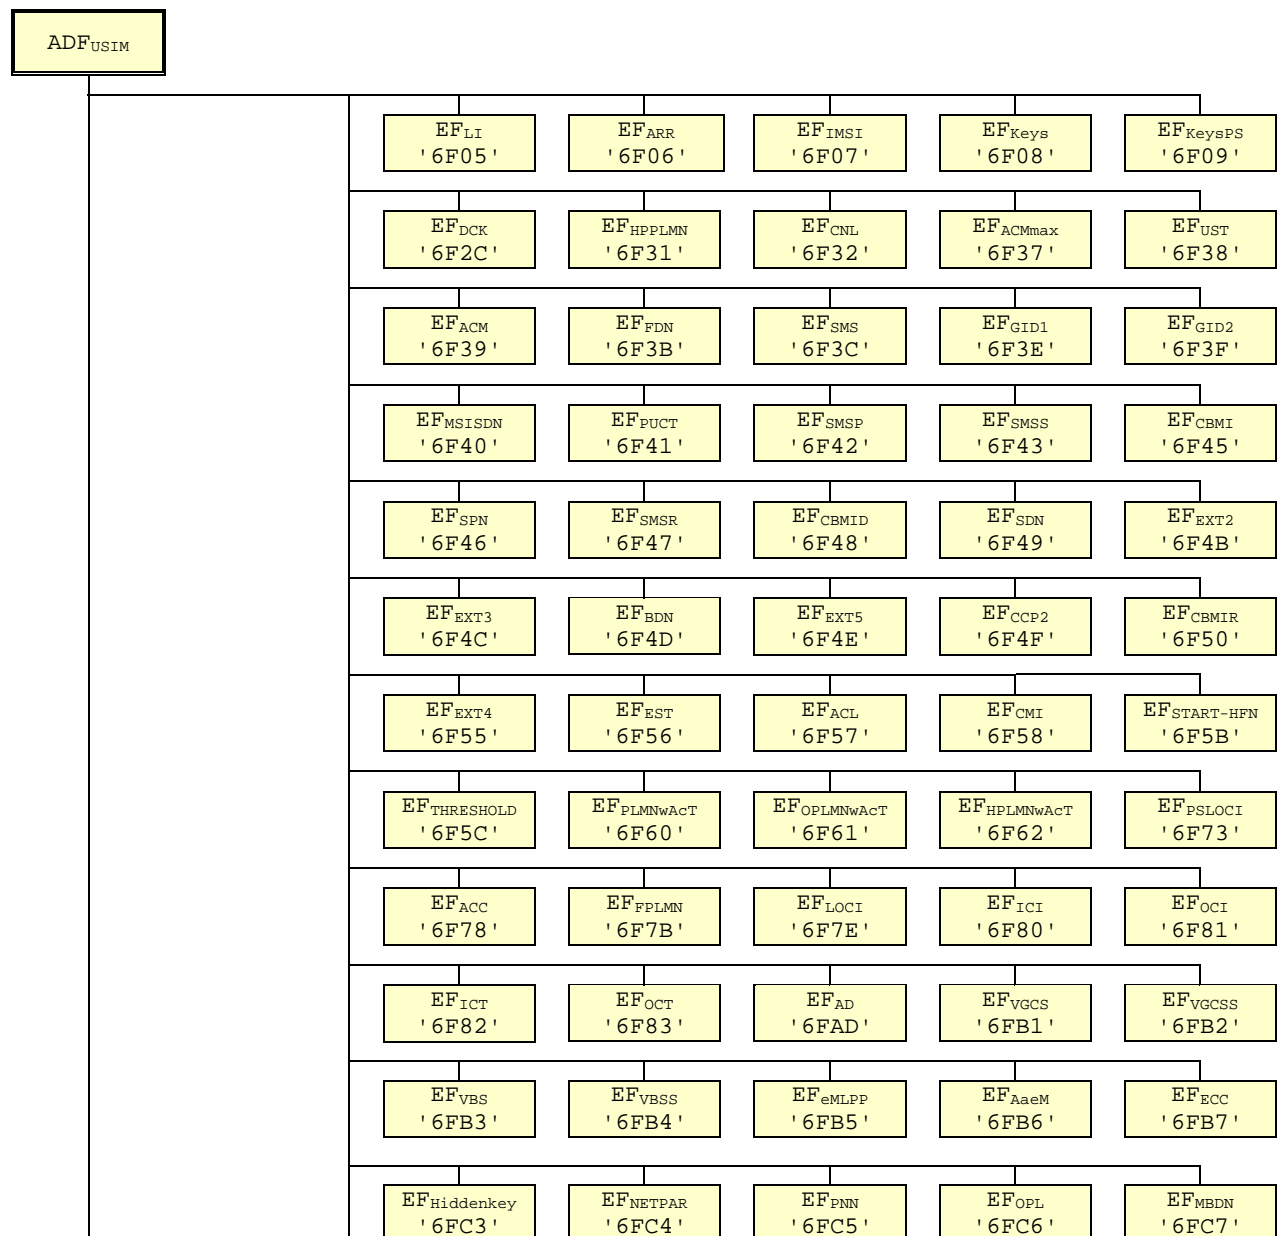 ADFUSIM
EFLI EFARR EFIMSI EFKeys EFKeysPS
'6F05' '6F06' '6F07' '6F08' '6F09'
EFDCK EFHPPLMN EFCNL EFACMmax EFUST
'6F2C' '6F31' '6F32' '6F37' '6F38'
EFACM EFFDN EFSMS EFGID1 EFGID2
'6F39' '6F3B' '6F3C' '6F3E' '6F3F'
EFMSISDN EFPUCT EFSMSP EFSMSS EFCBMI
'6F40' '6F41' '6F42' '6F43' '6F45'
EFSPN EFSMSR EFCBMID EFSDN EFEXT2
'6F46' '6F47' '6F48' '6F49' '6F4B'
EFEXT3 EFBDN EFEXT5 EFCCP2 EFCBMIR
'6F4C' '6F4D' '6F4E' '6F4F' '6F50'
EFEXT4 EFEST EFACL EFCMI EFSTART-HFN
'6F55' '6F56' '6F57' '6F58' '6F5B'
EFTHRESHOLD EFPLMNwAcT EFOPLMNwAcT EFHPLMNwAcT EFPSLOCI
'6F5C' '6F60' '6F61' '6F62' '6F73'
EFACC EFFPLMN EFLOCI EFICI EFOCI
'6F78' '6F7B' '6F7E' '6F80' '6F81'
EFICT EFOCT EFAD EFVGCS EFVGCSS
'6F82' '6F83' '6FAD' '6FB1' '6FB2'
EFVBS EFVBSS EFeMLPP EFAaeM EFECC
'6FB3' '6FB4' '6FB5' '6FB6' '6FB7'
EFHiddenkey EFNETPAR EFPNN EFOPL EFMBDN
'6FC3' '6FC4' '6FC5' '6FC6' '6FC7'